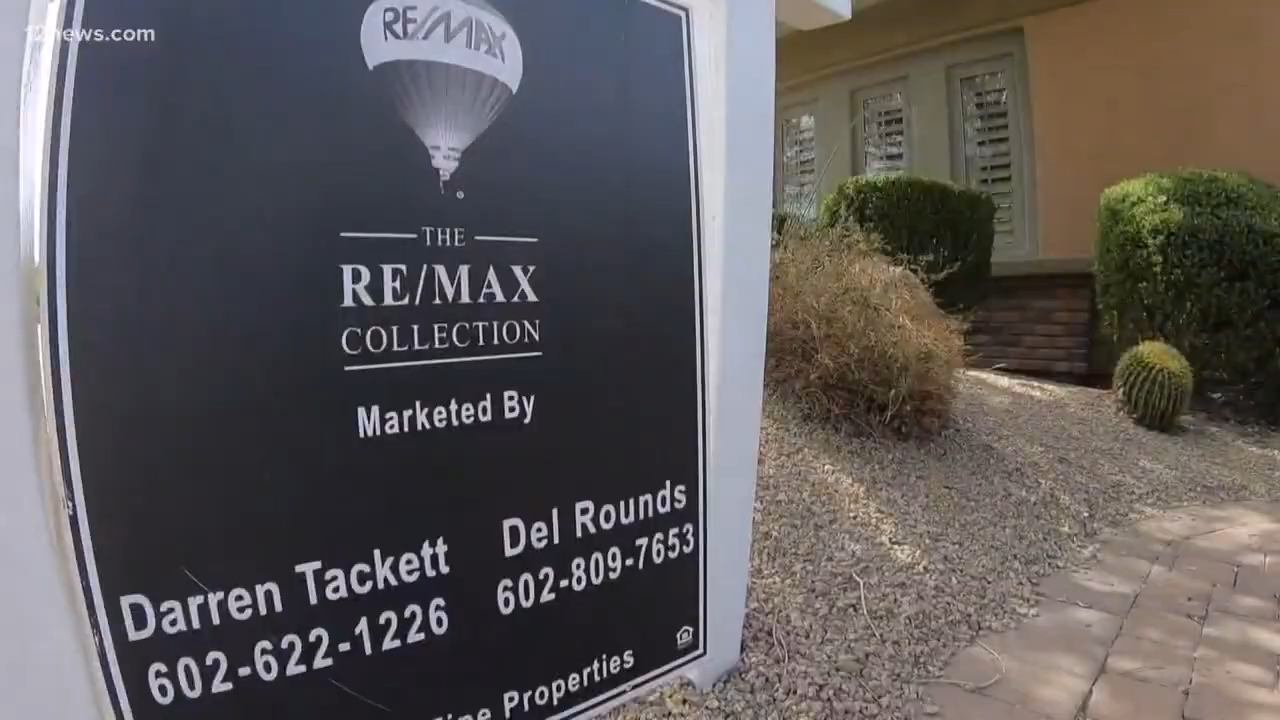 12news.com
RE/MAX
THE
RE/MAX
COLLECTION
Marketed By
Darren Tackett
602-622-1226
Del Rounds
602-809-7653
Properties